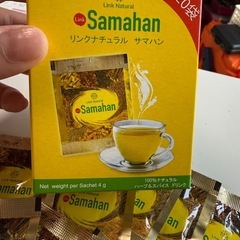 Link Natural
Link Samahan
リンクナチュラル サマハン
Link Natural
Samahan
Net weight per Sachet 4 g
100%ナチュラル
ハーブ&スパイス ドリンク